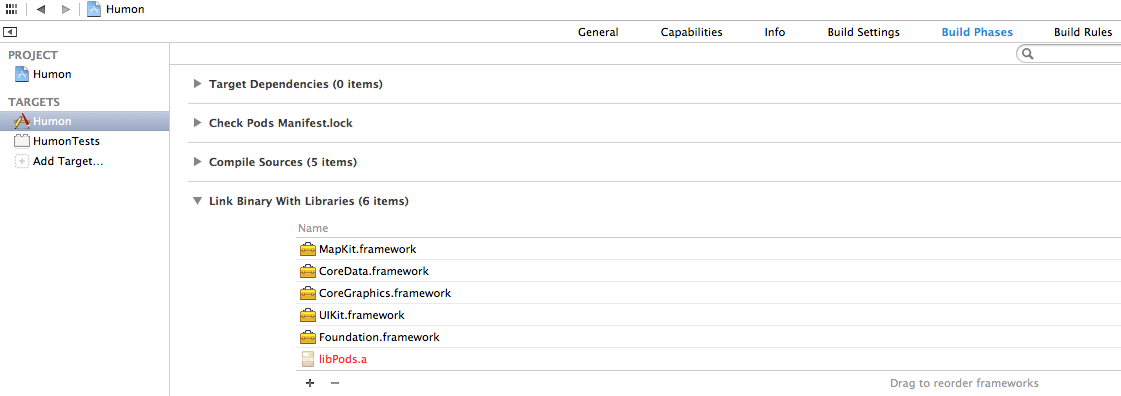 Humon
General Capabilities Info Build Settings Build Phases Build Rules
PROJECT
Humon
TARGETS
Humon
HumonTests
Add Target...
Target Dependencies (0 items)
Check Pods Manifest.lock
Compile Sources (5 items)
Link Binary With Libraries (6 items)
Name
MapKit.framework
CoreData.framework
CoreGraphics.framework
UIKit.framework
Foundation.framework
libPods.a
+ −
Drag to reorder frameworks